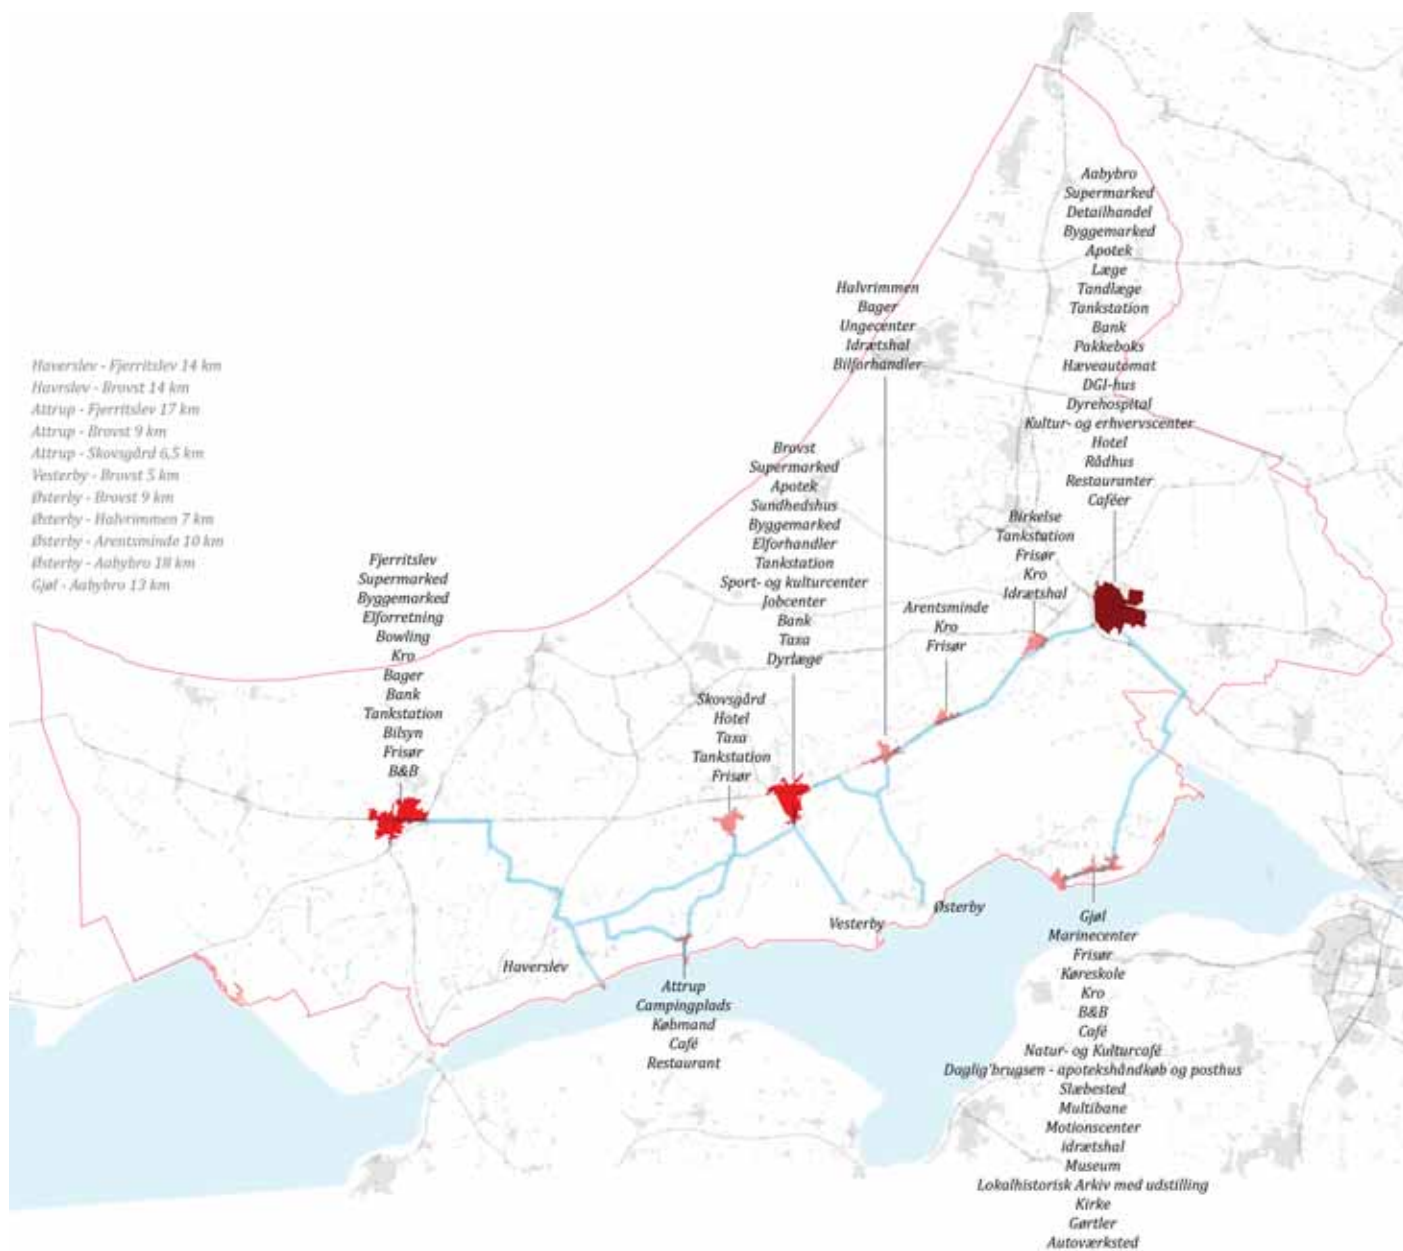 Haverslev - Fjerritslev 14 km
Havrslev - Brovst 14 km
Attrup - Fjerritslev 17 km
Attrup - Brovst 9 km
Attrup - Skovsgård 6,5 km
Vesterby - Brovst 5 km
Østerby - Brovst 9 km
Østerby - Halvrimmen 7 km
Østerby - Arentsminde 10 km
Østerby - Aabybro 18 km
Gjøl - Aabybro 13 km
Fjerritslev
Supermarked
Byggemarked
Elforretning
Bowling
Kro
Bager
Bank
Tankstation
Bilsyn
Frisør
B&B
Haverslev
Skovsgård
Hotel
Taxa
Tankstation
Frisør
Attrup
Campingplads
Købmand
Café
Restaurant
Brovst
Supermarked
Apotek
Sundhedshus
Byggemarked
Elforhandler
Tankstation
Sport- og kulturcenter
Jobcenter
Bank
Taxa
Dyrlæge
Halvrimmen
Bager
Ungecenter
Idrætshal
Bilforhandler
Vesterby
Østerby
Arentsminde
Kro
Frisør
Birkelse
Tankstation
Frisør
Kro
Idrætshal
Aabybro
Supermarked
Detailhandel
Byggemarked
Apotek
Læge
Tandlæge
Tankstation
Bank
Pakkeboks
Hæveautomat
DGI-hus
Dyrehospital
Kultur- og erhvervscenter
Hotel
Rådhus
Restauranter
Caféer
Gjøl
Marinecenter
Frisør
Køreskole
Kro
B&B
Café
Natur- og Kulturcafé
Daglig'brugsen - apotekshåndkøb og posthus
Slæbested
Multibane
Motionscenter
idrætshal
Museum
Lokalhistorisk Arkiv med udstilling
Kirke
Gørtler
Autoværksted